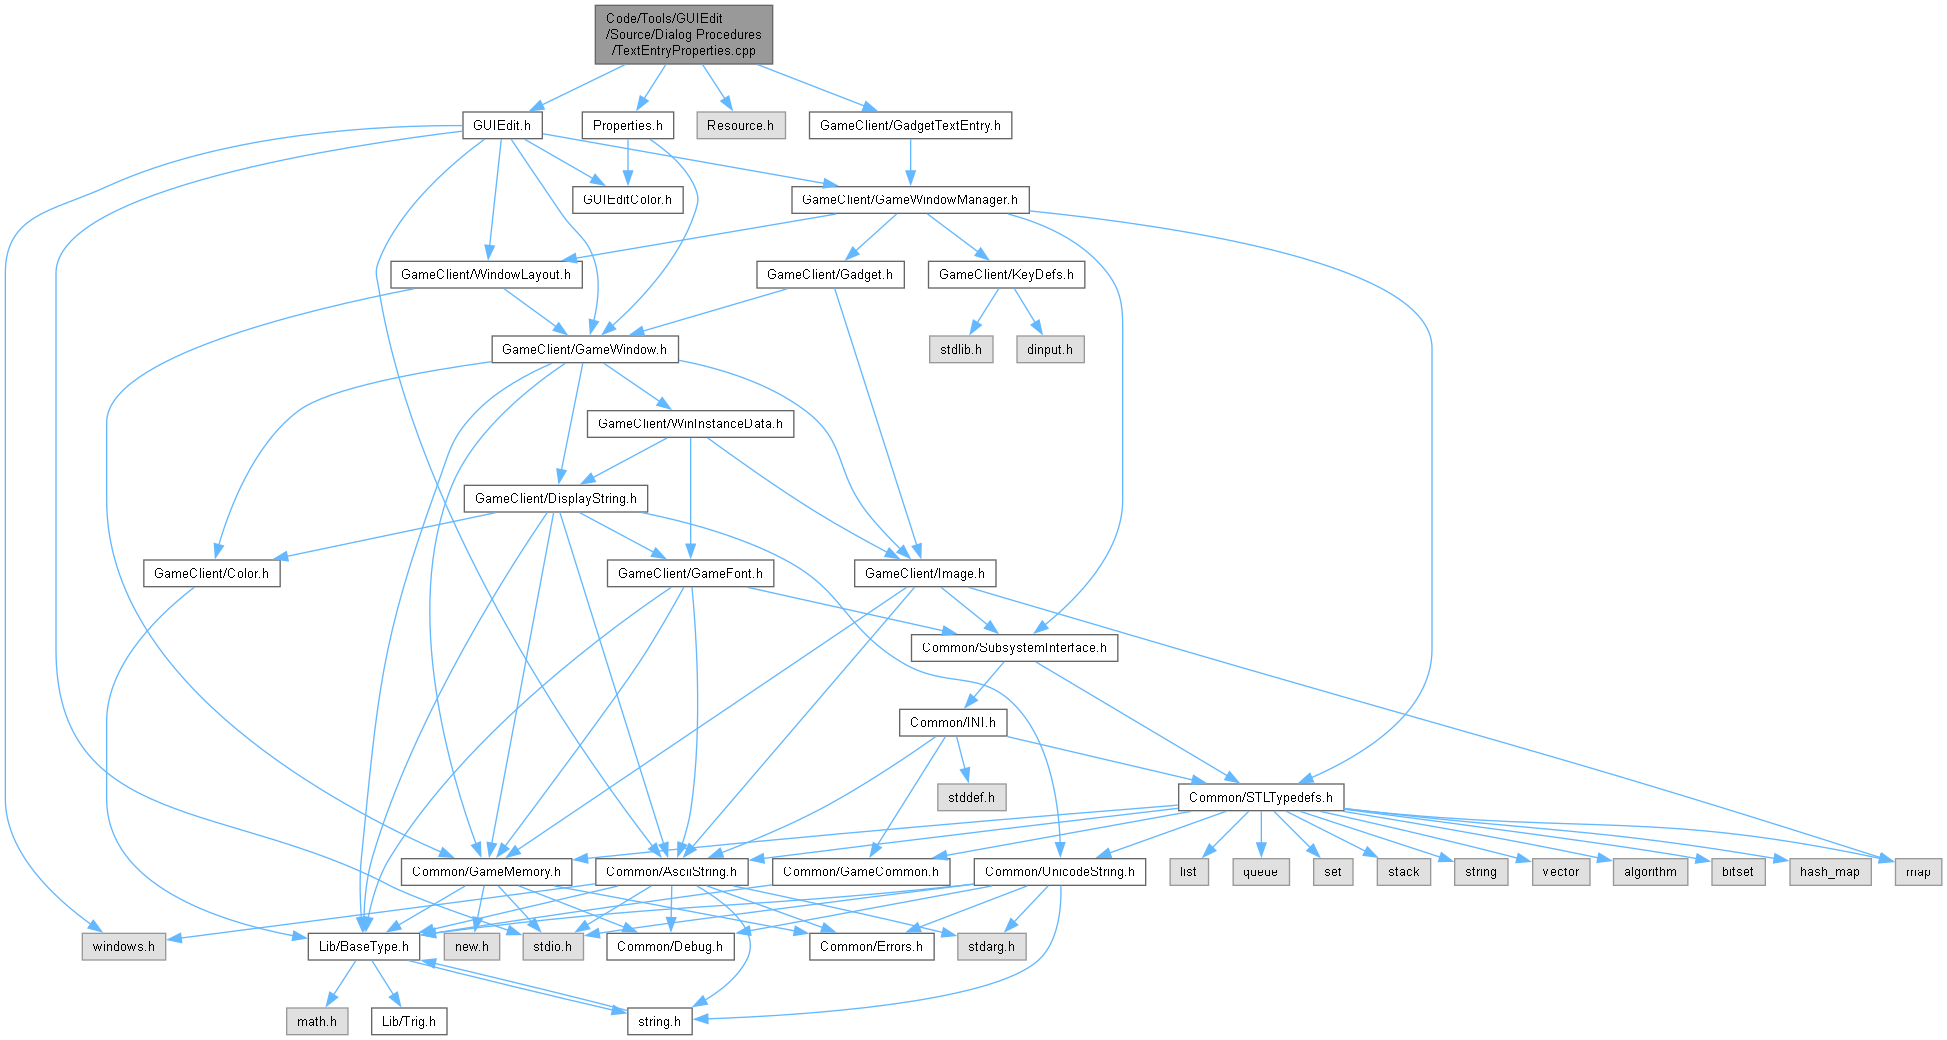 Code/Tools/GUIEdit
/Source/Dialog Procedures
/TextEntryProperties.cpp
GUIEdit.h
Properties.h
Resource.h
GameClient/GadgetTextEntry.h
GUIEditColor.h
GameClient/GameWindowManager.h
GameClient/WindowLayout.h
GameClient/Gadget.h
GameClient/KeyDefs.h
GameClient/GameWindow.h
stdlib.h
dinput.h
GameClient/WinInstanceData.h
GameClient/DisplayString.h
GameClient/Color.h
GameClient/GameFont.h
GameClient/Image.h
Common/SubsystemInterface.h
Common/INI.h
stddef.h
Common/STLTypedefs.h
Common/GameMemory.h
Common/AsciiString.h
Common/GameCommon.h
Common/UnicodeString.h
list
queue
set
stack
string
vector
algorithm
bitset
hash_map
map
windows.h
Lib/BaseType.h
new.h
stdio.h
Common/Debug.h
Common/Errors.h
stdarg.h
math.h
Lib/Trig.h
string.h